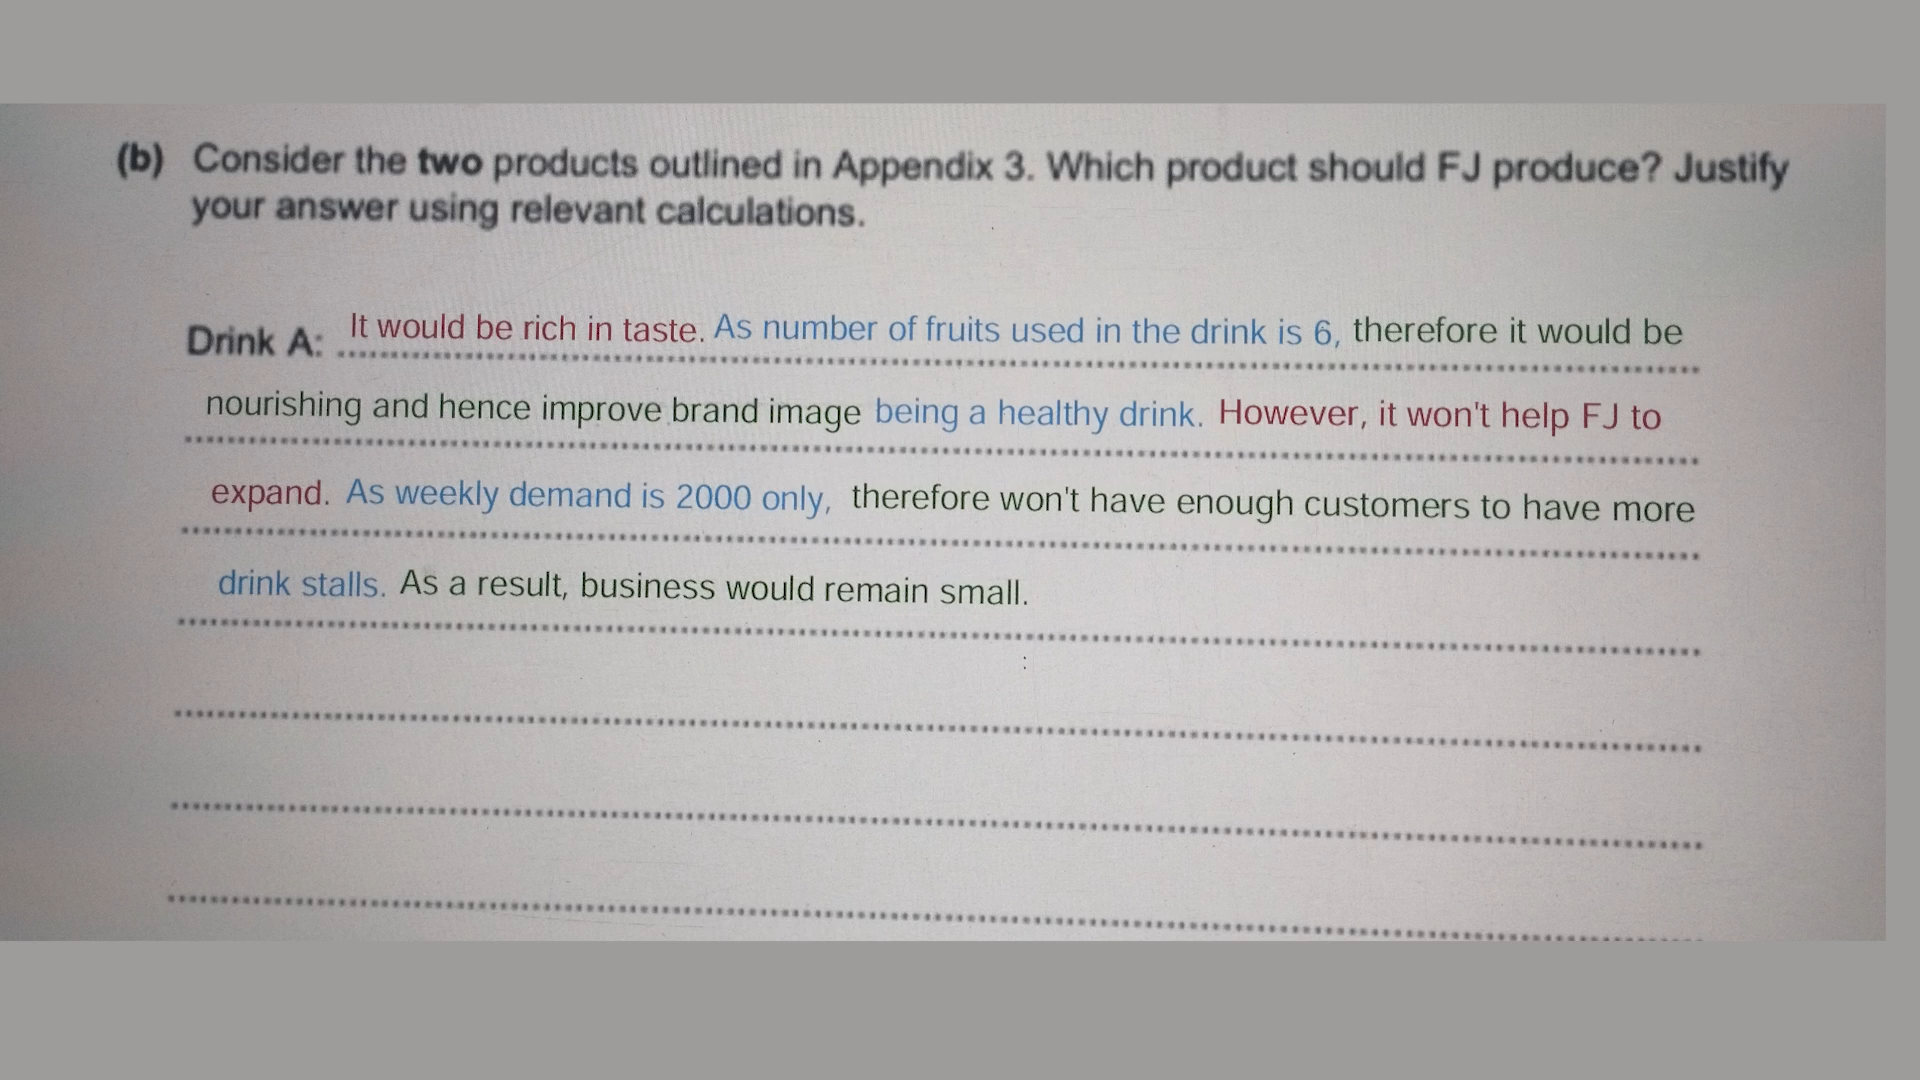 (b) Consider the two products outlined in Appendix 3. Which product should FJ produce? Justify
your answer using relevant calculations.
Drink A: It would be rich in taste. As number of fruits used in the drink is 6, therefore it would be
nourishing and hence improve brand image being a healthy drink. However, it won't help FJ to
expand. As weekly demand is 2000 only, therefore won't have enough customers to have more
drink stalls. As a result, business would remain small.